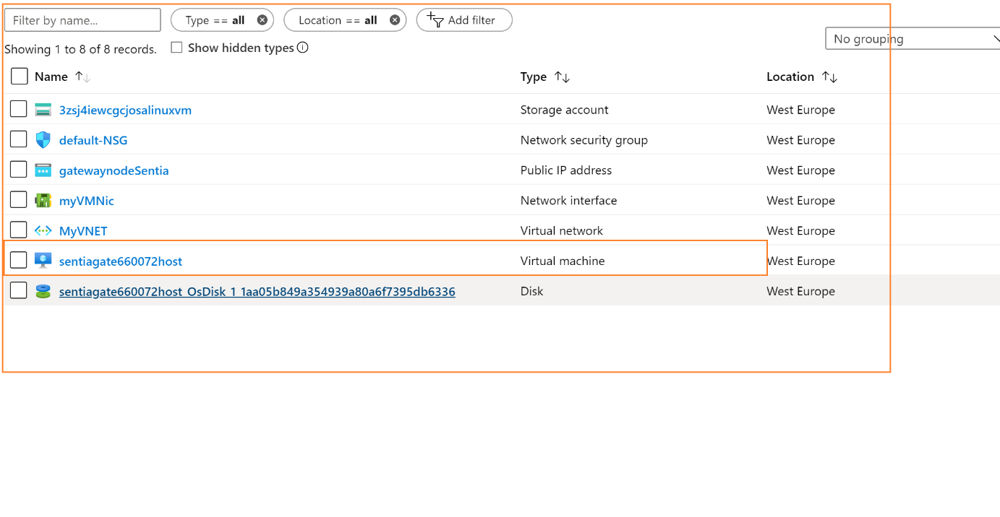 Filter by name... Type == all Location == all Add filter
No grouping
Showing 1 to 8 of 8 records. Show hidden types
Name Type Location
3zsj4iewcgcjosalinuxvm Storage account West Europe
default-NSG Network security group West Europe
gatewaynodeSentia Public IP address West Europe
myVMNic Network interface West Europe
MyVNET Virtual network West Europe
sentiagate660072host Virtual machine West Europe
sentiagate660072host_OsDisk_1_1aa05b849a354939a80a6f7395db6336 Disk West Europe